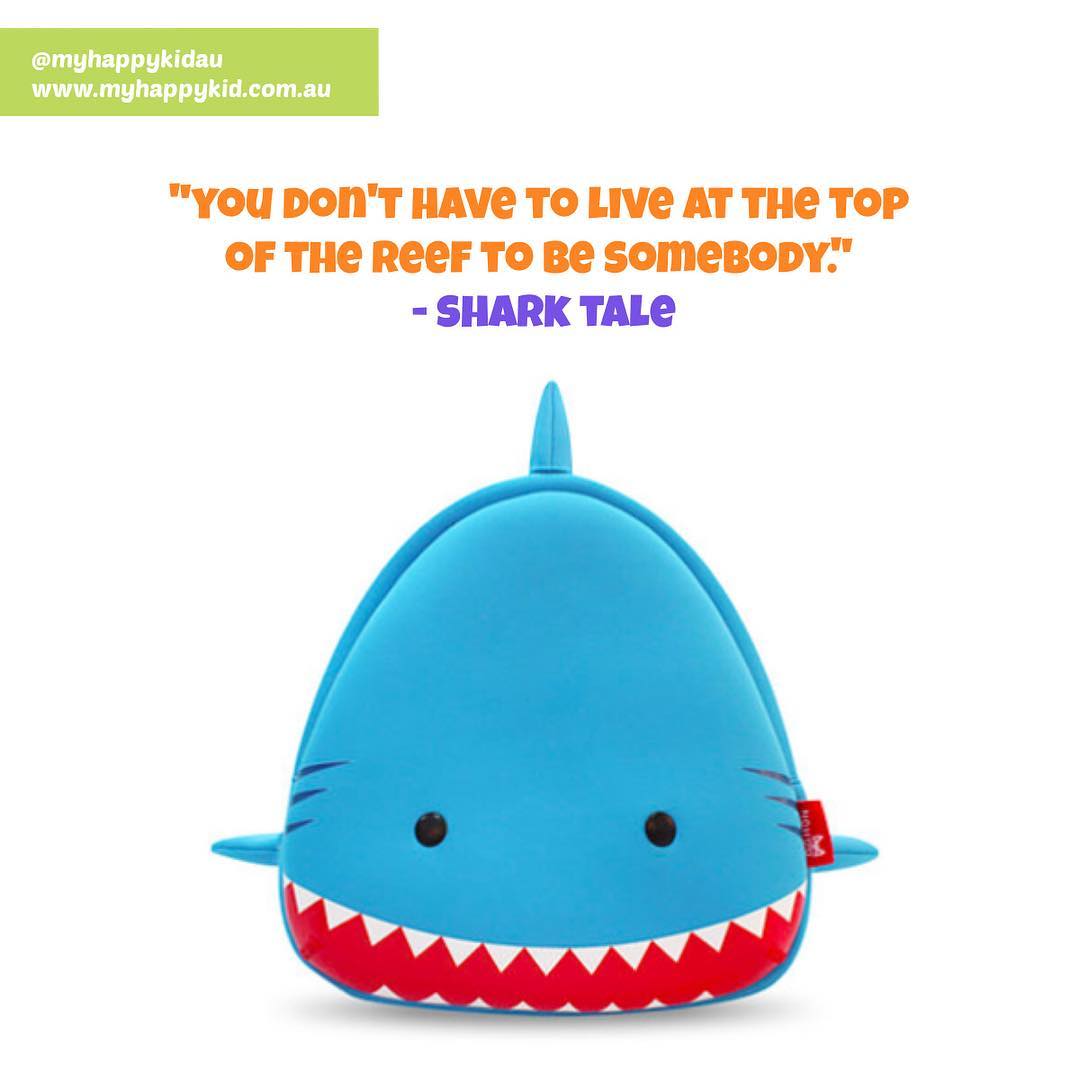 @myhappykidau
www.myhappykid.com.au
"You don't have to live at the top
of the reef to be somebody."
- Shark Tale
NOHOO